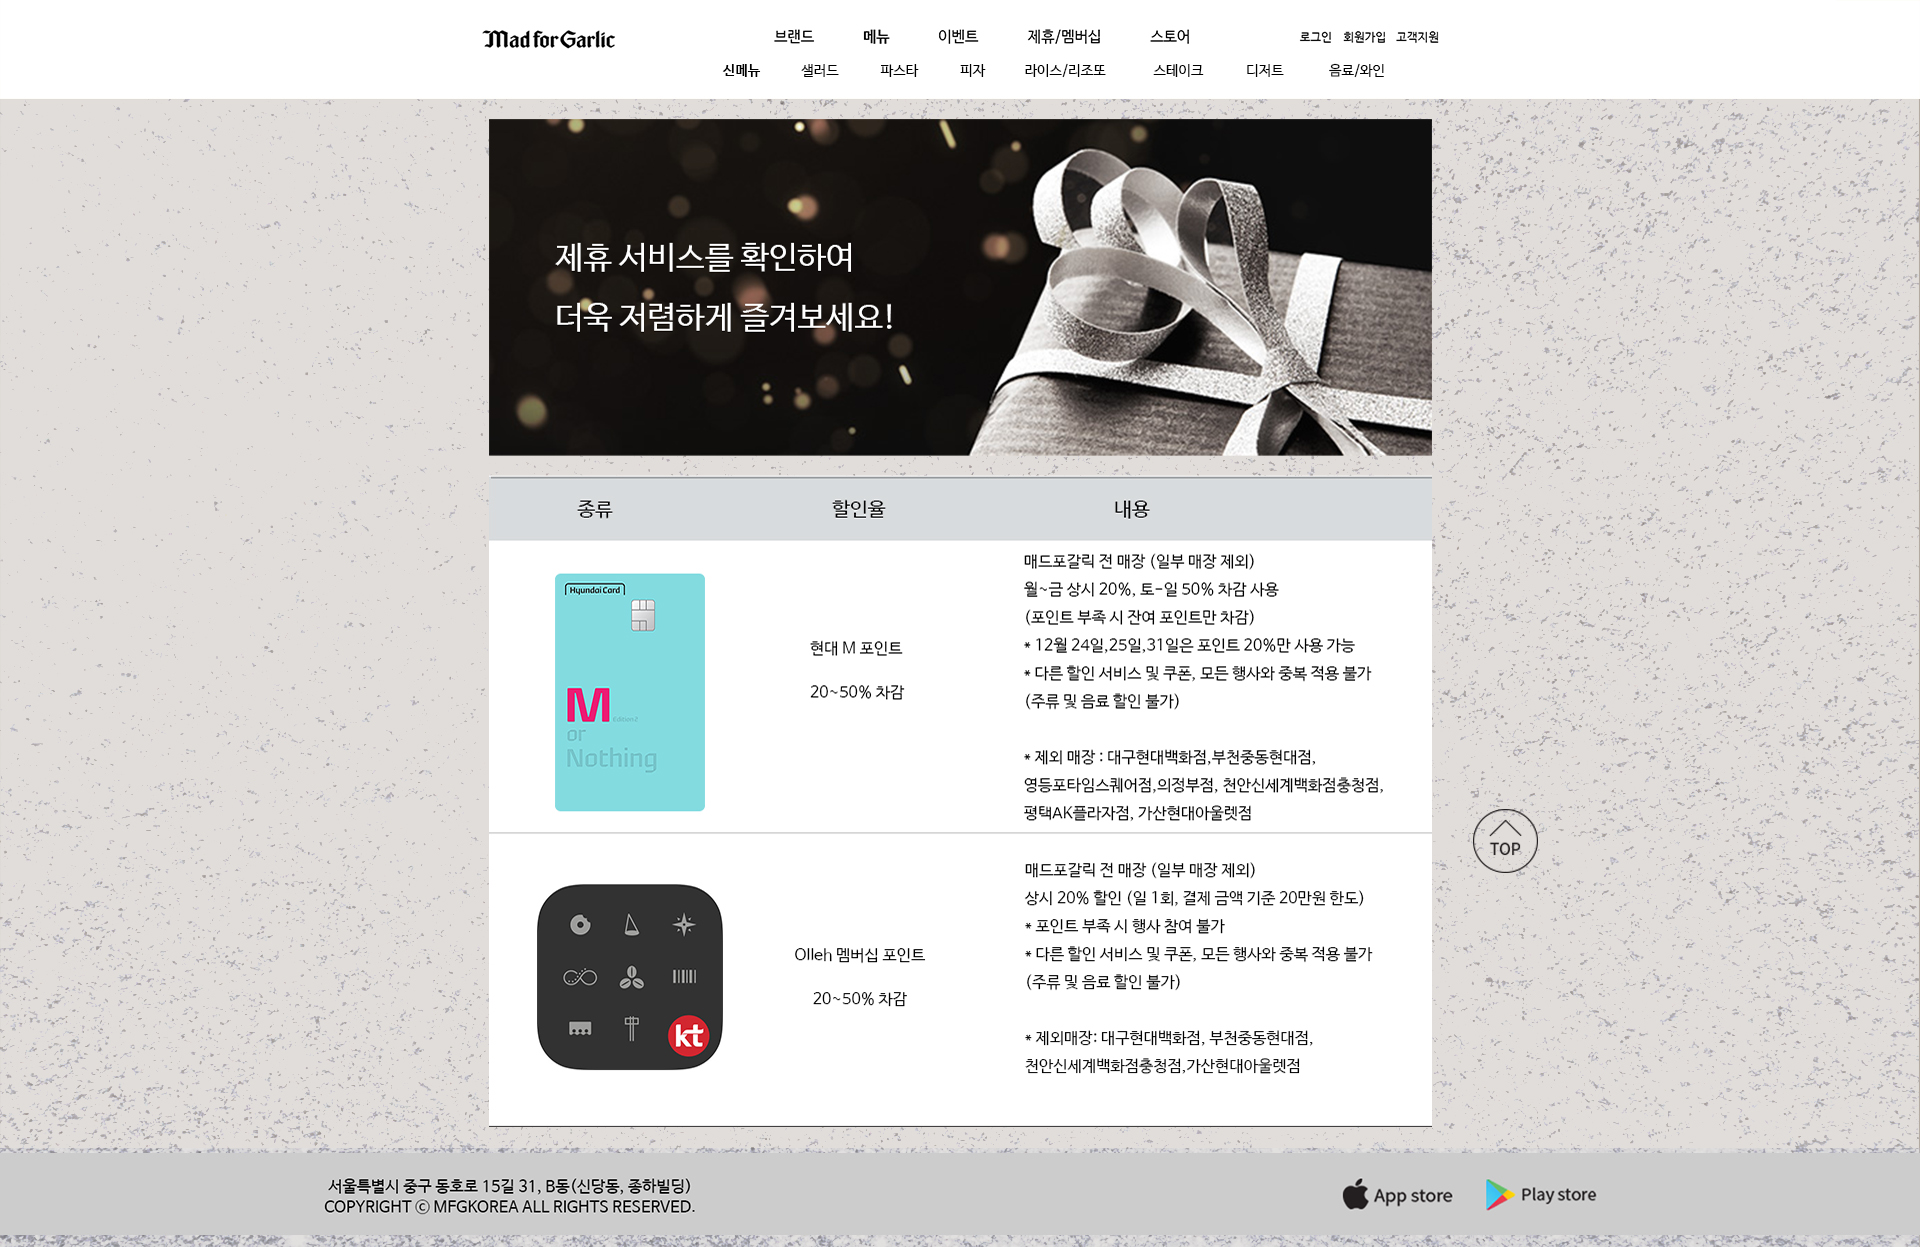 Mad for Garlic
브랜드 메뉴 이벤트 제휴/멤버십 스토어 로그인 회원가입 고객지원
신메뉴 샐러드 파스타 피자 라이스/리조또 스테이크 디저트 음료/와인
제휴 서비스를 확인하여
더욱 저렴하게 즐겨보세요!
종류 할인율 내용
Hyundai Card
M Edition2
or
Nothing
현대 M 포인트
20~50% 차감
매드포갈릭 전 매장 (일부 매장 제외)
월~금 상시 20%, 토-일 50% 차감 사용
(포인트 부족 시 잔여 포인트만 차감)
* 12월 24일,25일,31일은 포인트 20%만 사용 가능
* 다른 할인 서비스 및 쿠폰, 모든 행사와 중복 적용 불가
(주류 및 음료 할인 불가)
* 제외 매장 : 대구현대백화점,부천중동현대점,
영등포타임스퀘어점,의정부점, 천안신세계백화점충청점,
평택AK플라자점, 가산현대아울렛점
TOP
kt
Olleh 멤버십 포인트
20~50% 차감
매드포갈릭 전 매장 (일부 매장 제외)
상시 20% 할인 (일 1회, 결제 금액 기준 20만원 한도)
* 포인트 부족 시 행사 참여 불가
* 다른 할인 서비스 및 쿠폰, 모든 행사와 중복 적용 불가
(주류 및 음료 할인 불가)
* 제외매장: 대구현대백화점, 부천중동현대점,
천안신세계백화점충청점,가산현대아울렛점
서울특별시 중구 동호로 15길 31, B동(신당동, 종하빌딩)
COPYRIGHT ⓒ MFGKOREA ALL RIGHTS RESERVED.
App store
Play store